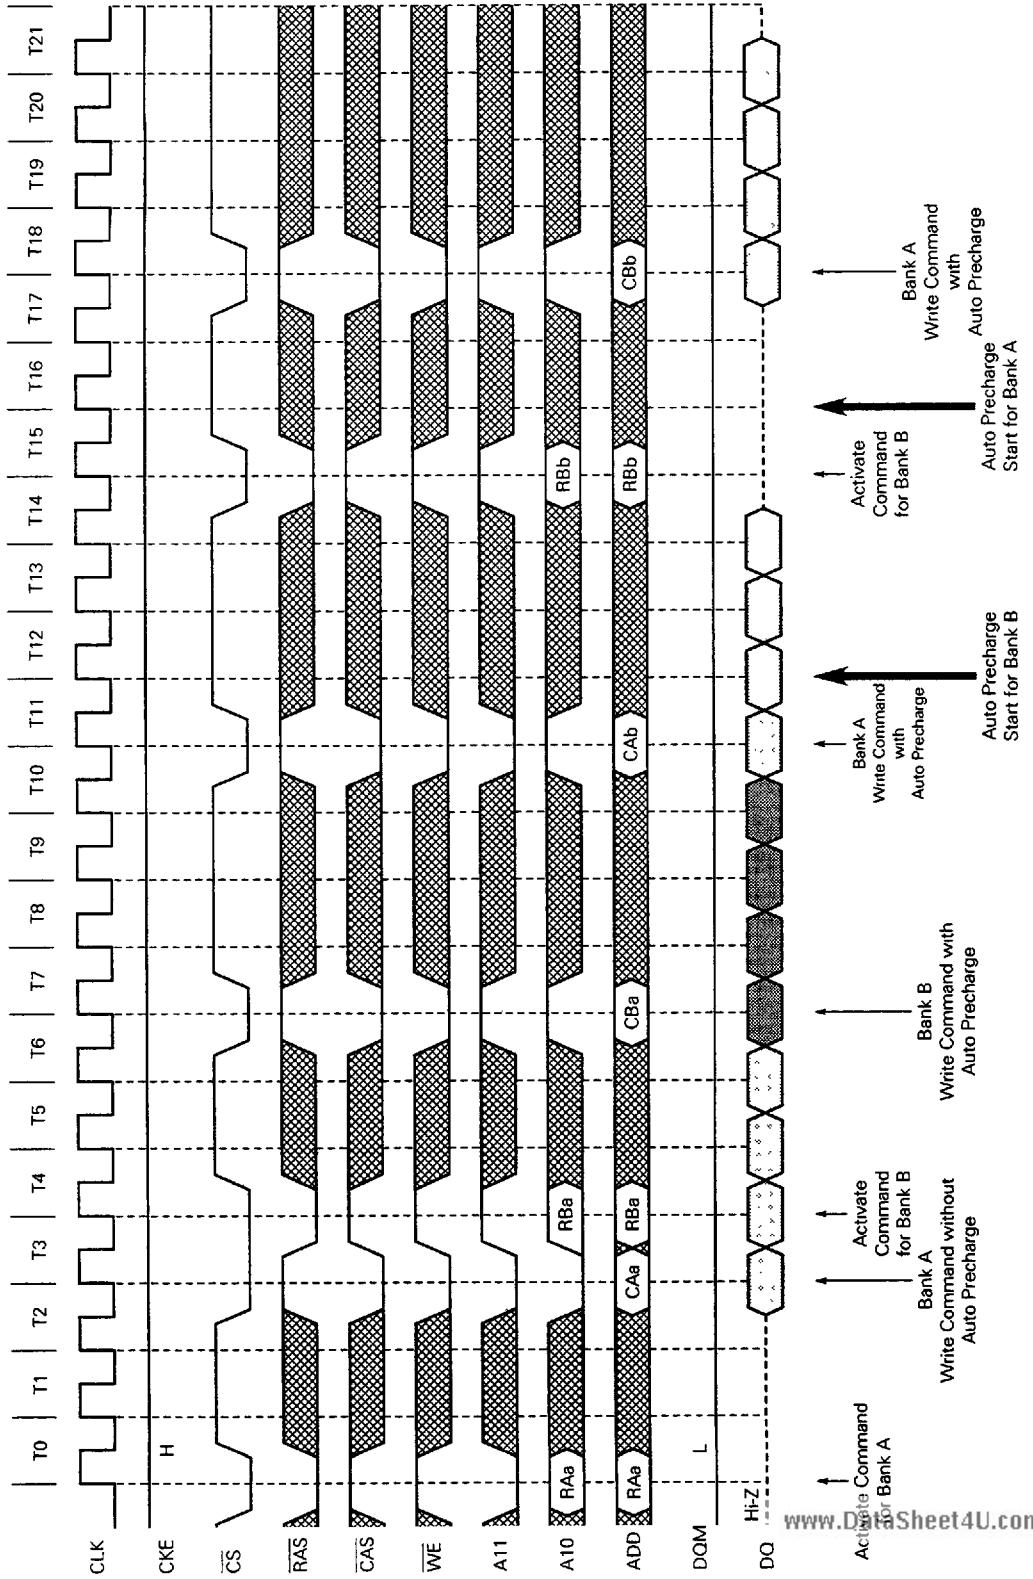 T0 T1 T2 T3 T4 T5 T6 T7 T8 T9 T10 T11 T12 T13 T14 T15 T16 T17 T18 T19 T20 T21
CLK
CKE H
CS
RAS
CAS
WE
A11
A10 RAa RBa RBb
ADD RAa CAa RBa CBa CAb RBb CBb
DQM L
DQ Hi-Z
Activate Command
for Bank A
Bank A
Write Command without
Auto Precharge
Activate
Command
for Bank B
Bank B
Write Command with
Auto Precharge
Bank A
Write Command
with
Auto Precharge
Auto Precharge
Start for Bank B
Activate
Command
for Bank B
Auto Precharge
Start for Bank A
Bank A
Write Command
with
Auto Precharge
www.DataSheet4U.com